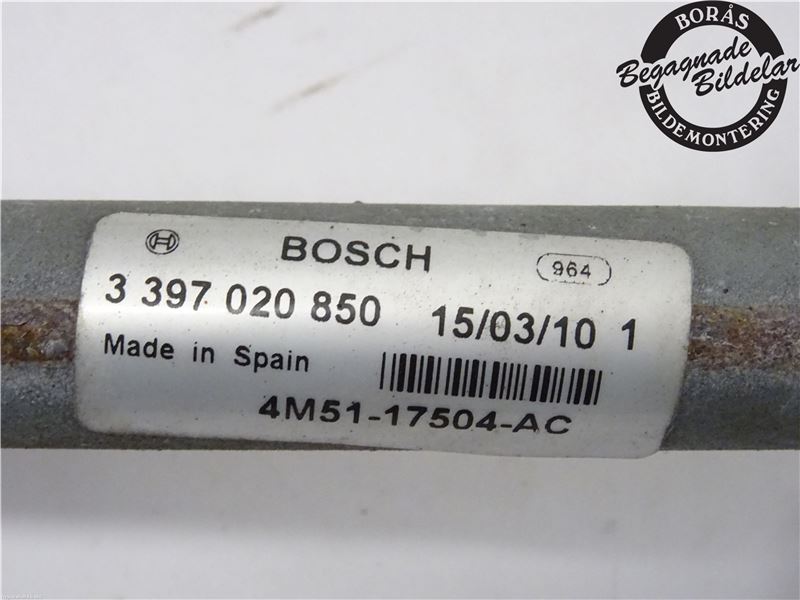 BORÅS
Begagnade
Bildelar
BILDEMONTERING
BOSCH
964
3 397 020 850 15/03/10 1
Made in Spain
4M51-17504-AC